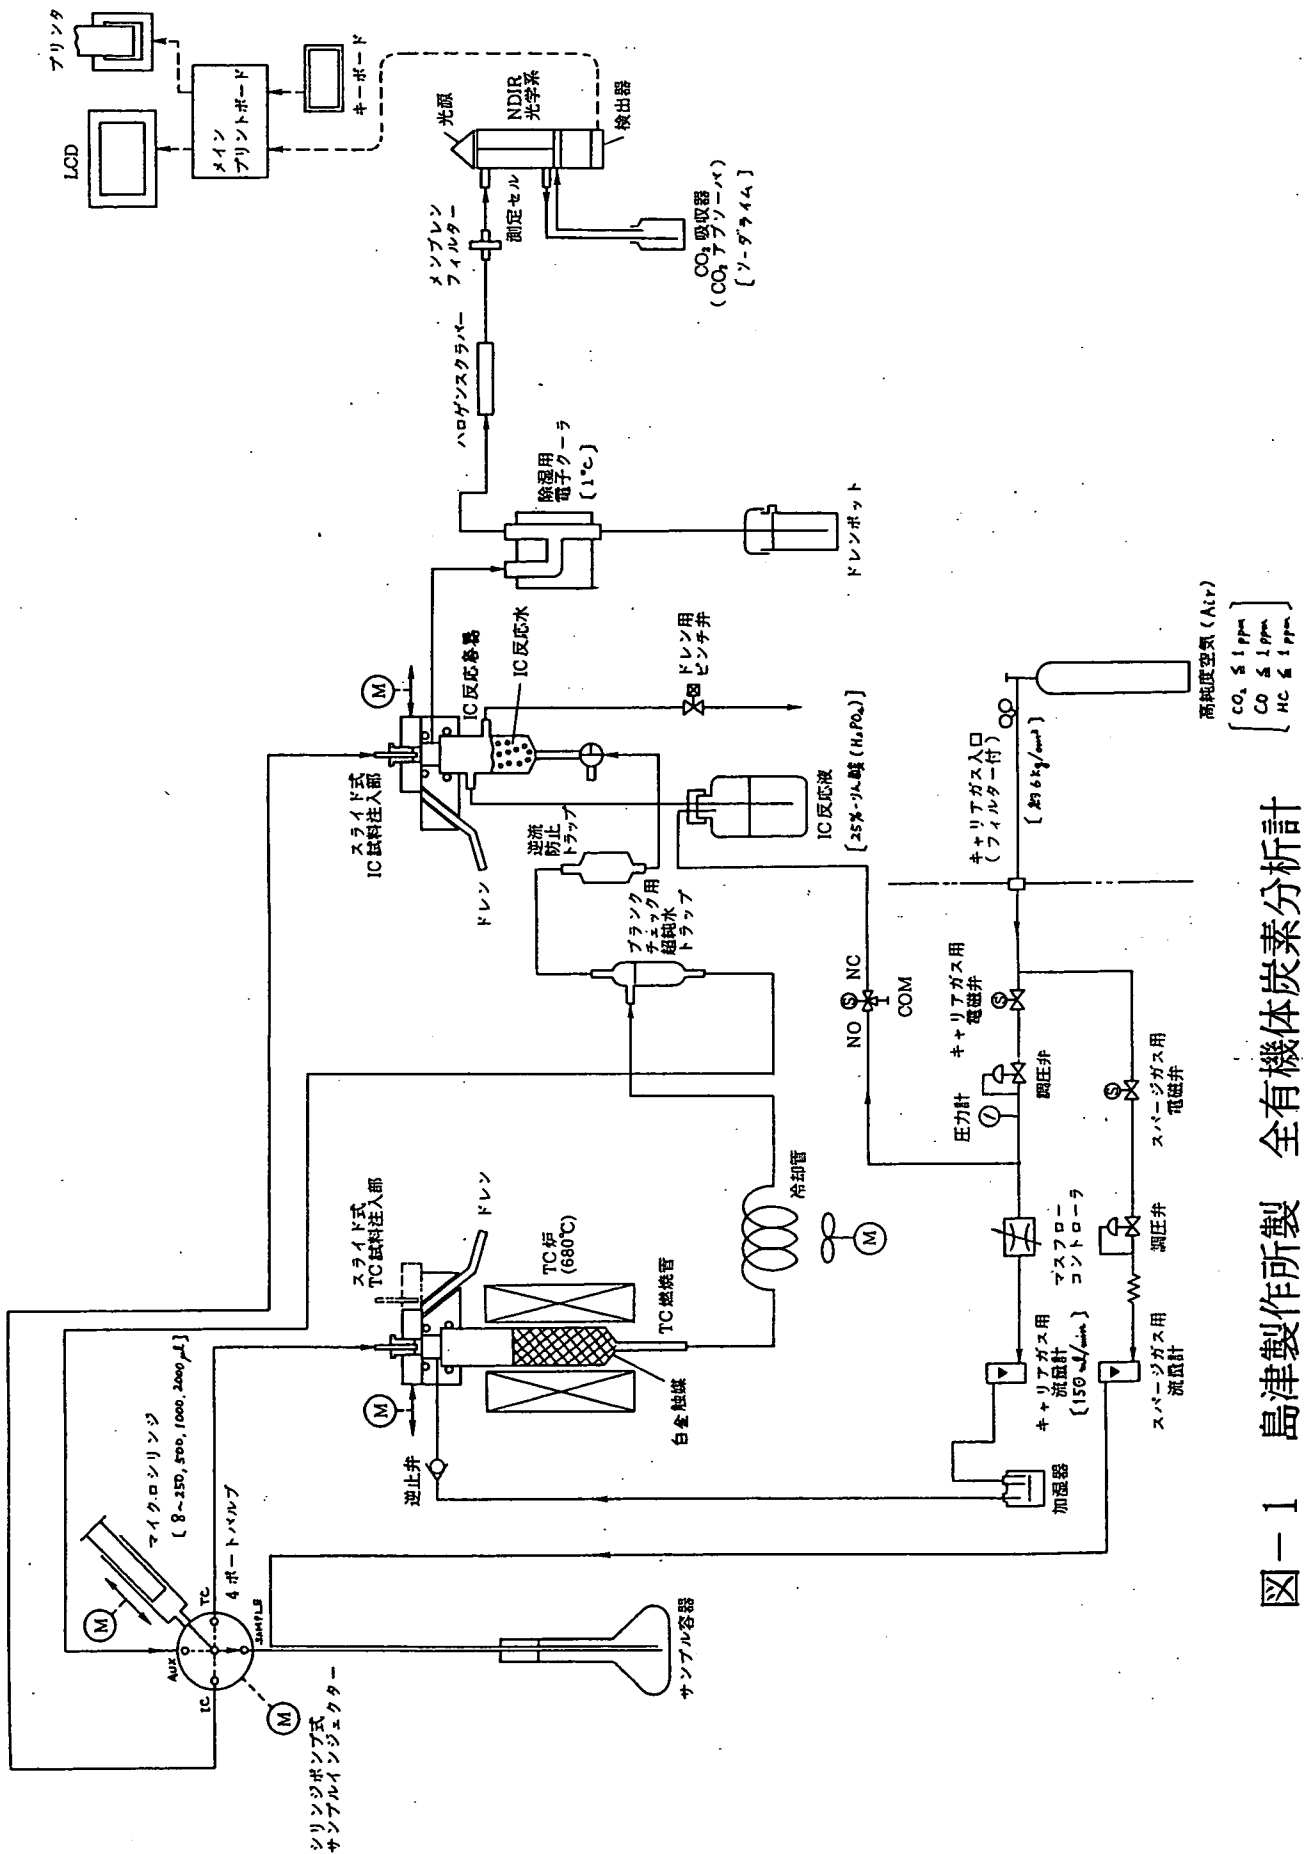 プリンタ
LCD
メイン
プリントボード
キーボード
光源
NDIR
光学系
検出器
測定セル
メンブレン
フィルター
CO₂ 吸収器
(CO₂ アブソーバ)
[ソーダライム]
ハロゲンスクラバー
除湿用
電子クーラ
[1℃]
ドレンポット
スライド式
IC試料注入部
M
ドレン
IC反応容器
IC反応水
ドレン用
ピンチ弁
逆流
防止
トラップ
ブランク
チェック用
超純水
トラップ
IC反応液
[25%-りん酸(H₃PO₄)]
NO
S
NC
COM
キャリアガス入口
(フィルター付)
[約6kg/cm²]
高純度空気(Air)
CO₂ ≦ 1ppm
CO ≦ 1ppm
HC ≦ 1ppm
キャリアガス用
電磁弁
S
調圧弁
圧力計
スパージガス用
電磁弁
S
調圧弁
マスフロー
コントローラ
キャリアガス用
流量計
[150ml/min]
スパージガス用
流量計
加湿器
冷却管
M
スライド式
TC試料注入部
M
ドレン
TC炉
(680℃)
TC燃焼管
白金触媒
逆止弁
マイクロシリンジ
[8~250, 500, 1000, 2000μl]
4ポートバルブ
M
TC
AUX
IC
SAMPLE
M
シリンジポンプ式
サンプルインジェクター
サンプル容器
図-1 島津製作所製 全有機体炭素分析計